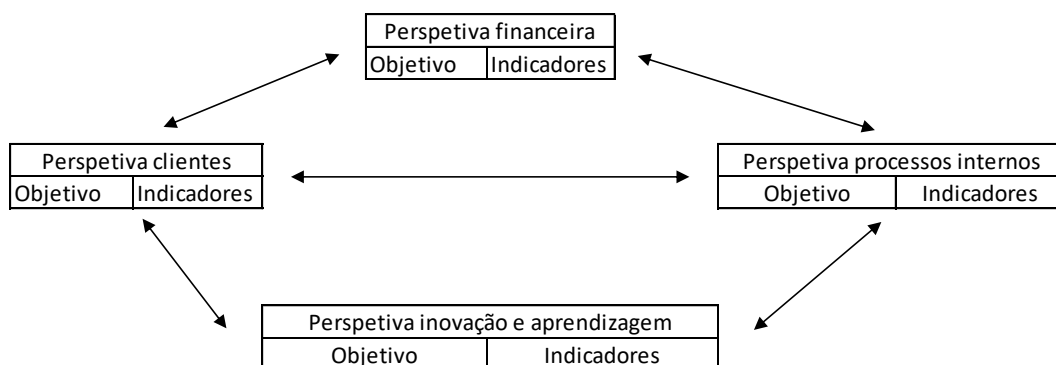 Perspetiva financeira
Objetivo Indicadores
Perspetiva clientes
Objetivo Indicadores
Perspetiva processos internos
Objetivo Indicadores
Perspetiva inovação e aprendizagem
Objetivo Indicadores